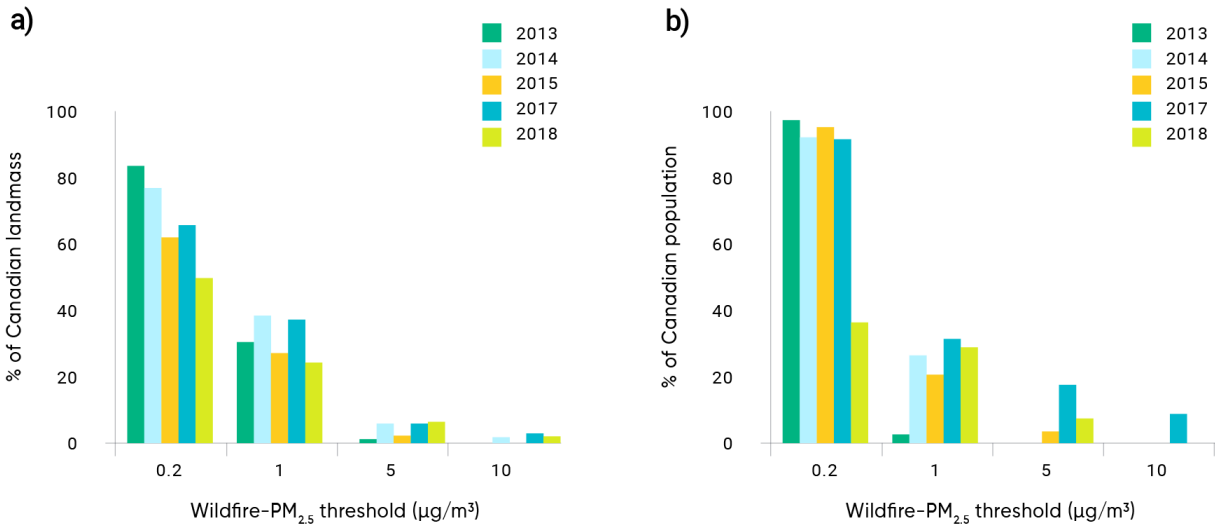 a)
2013
2014
2015
2017
2018
% of Canadian landmass
100
80
60
40
20
0
0.2 1 5 10
Wildfire-PM2.5 threshold (µg/m³)
b)
2013
2014
2015
2017
2018
% of Canadian population
100
80
60
40
20
0
0.2 1 5 10
Wildfire-PM2.5 threshold (µg/m³)